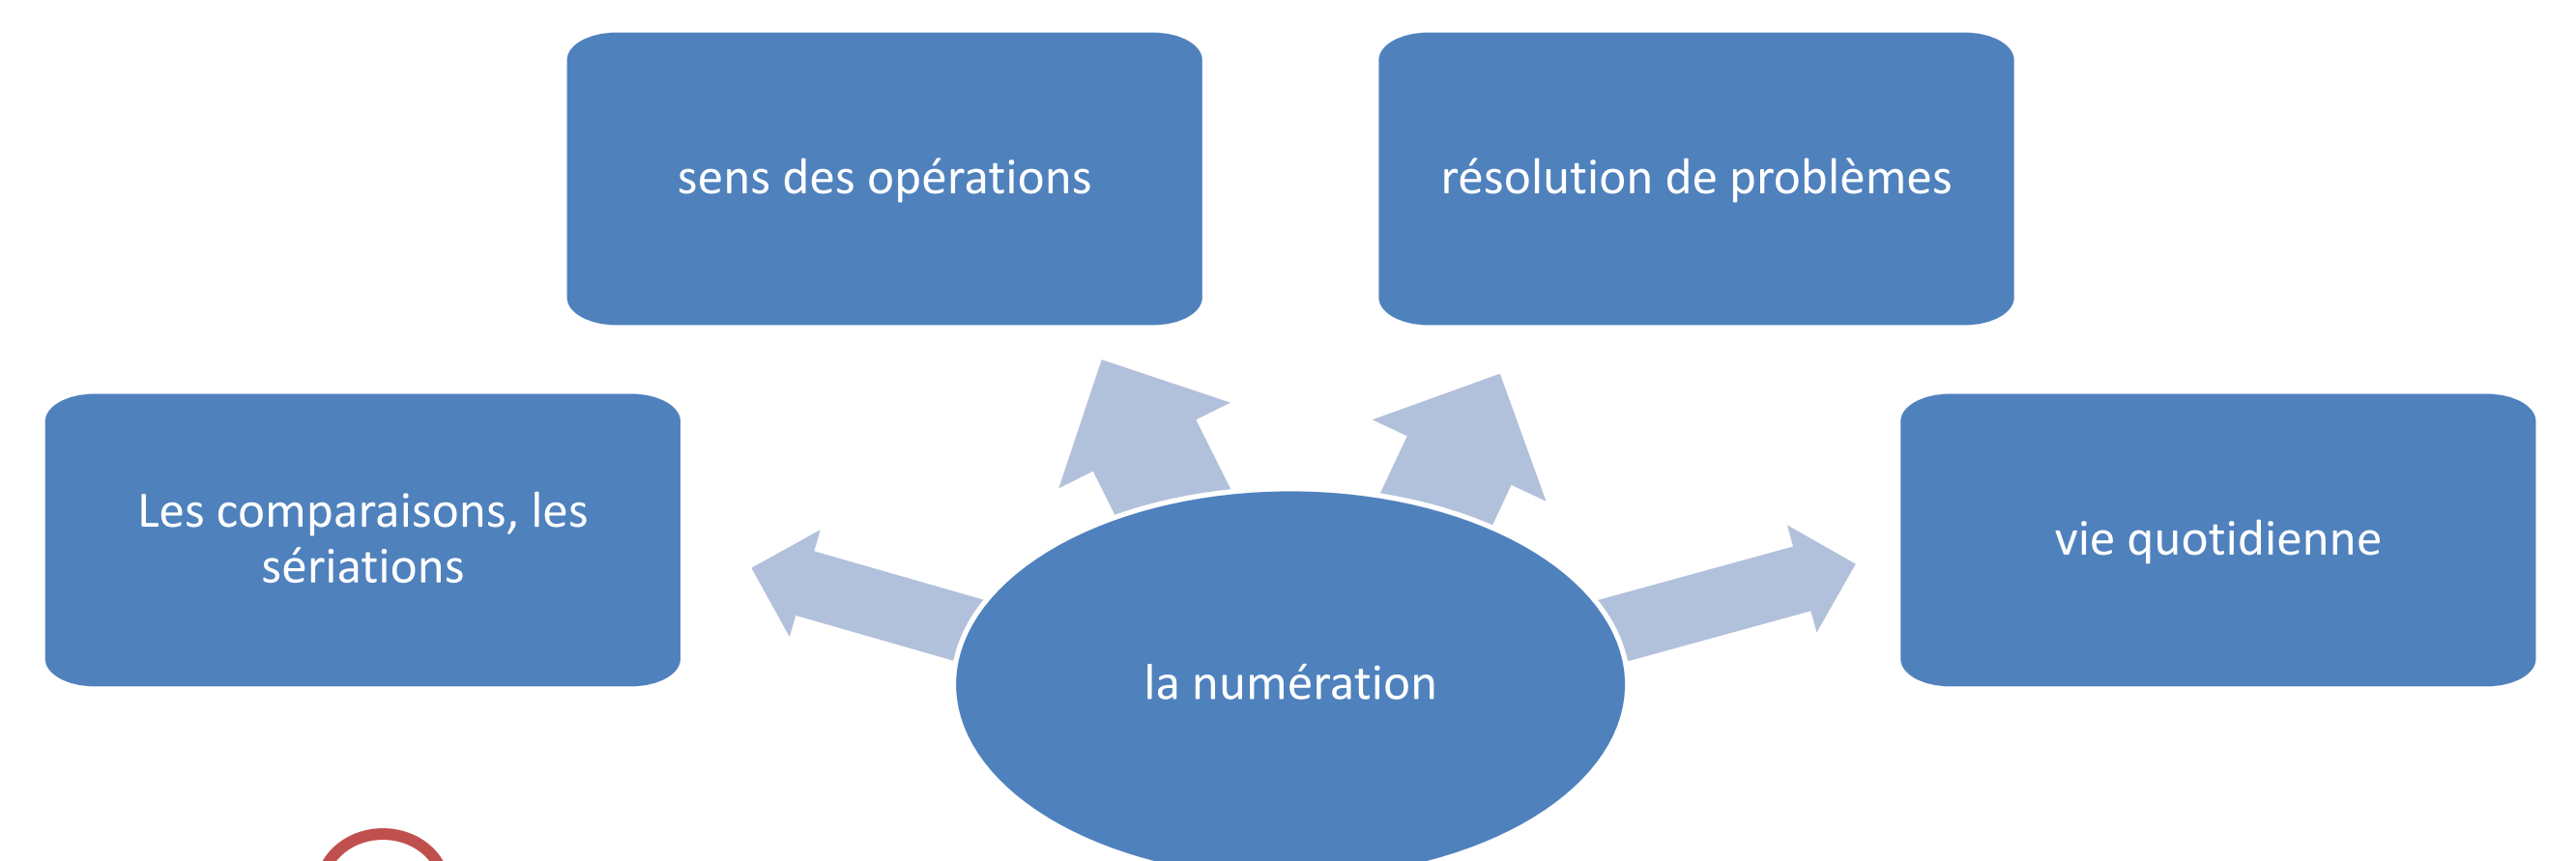 sens des opérations
résolution de problèmes
Les comparaisons, les
sériations
vie quotidienne
la numération